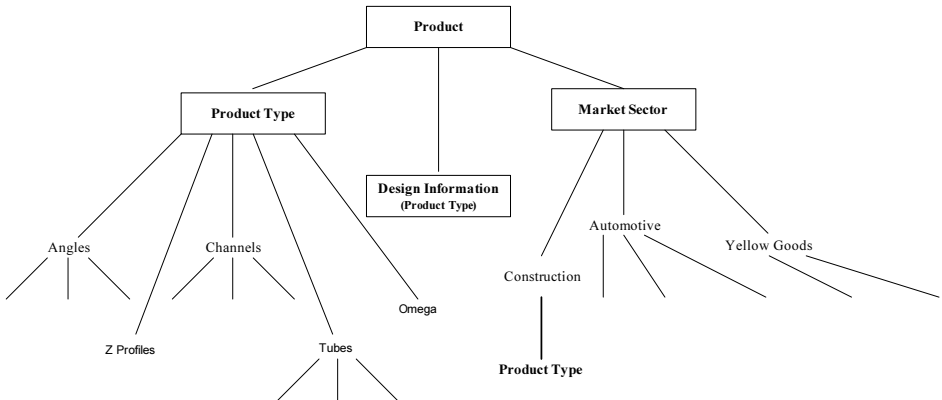 Product
Product Type
Market Sector
Design Information
(Product Type)
Automotive
Angles
Channels
Yellow Goods
Construction
Omega
Z Profiles
Tubes
Product Type